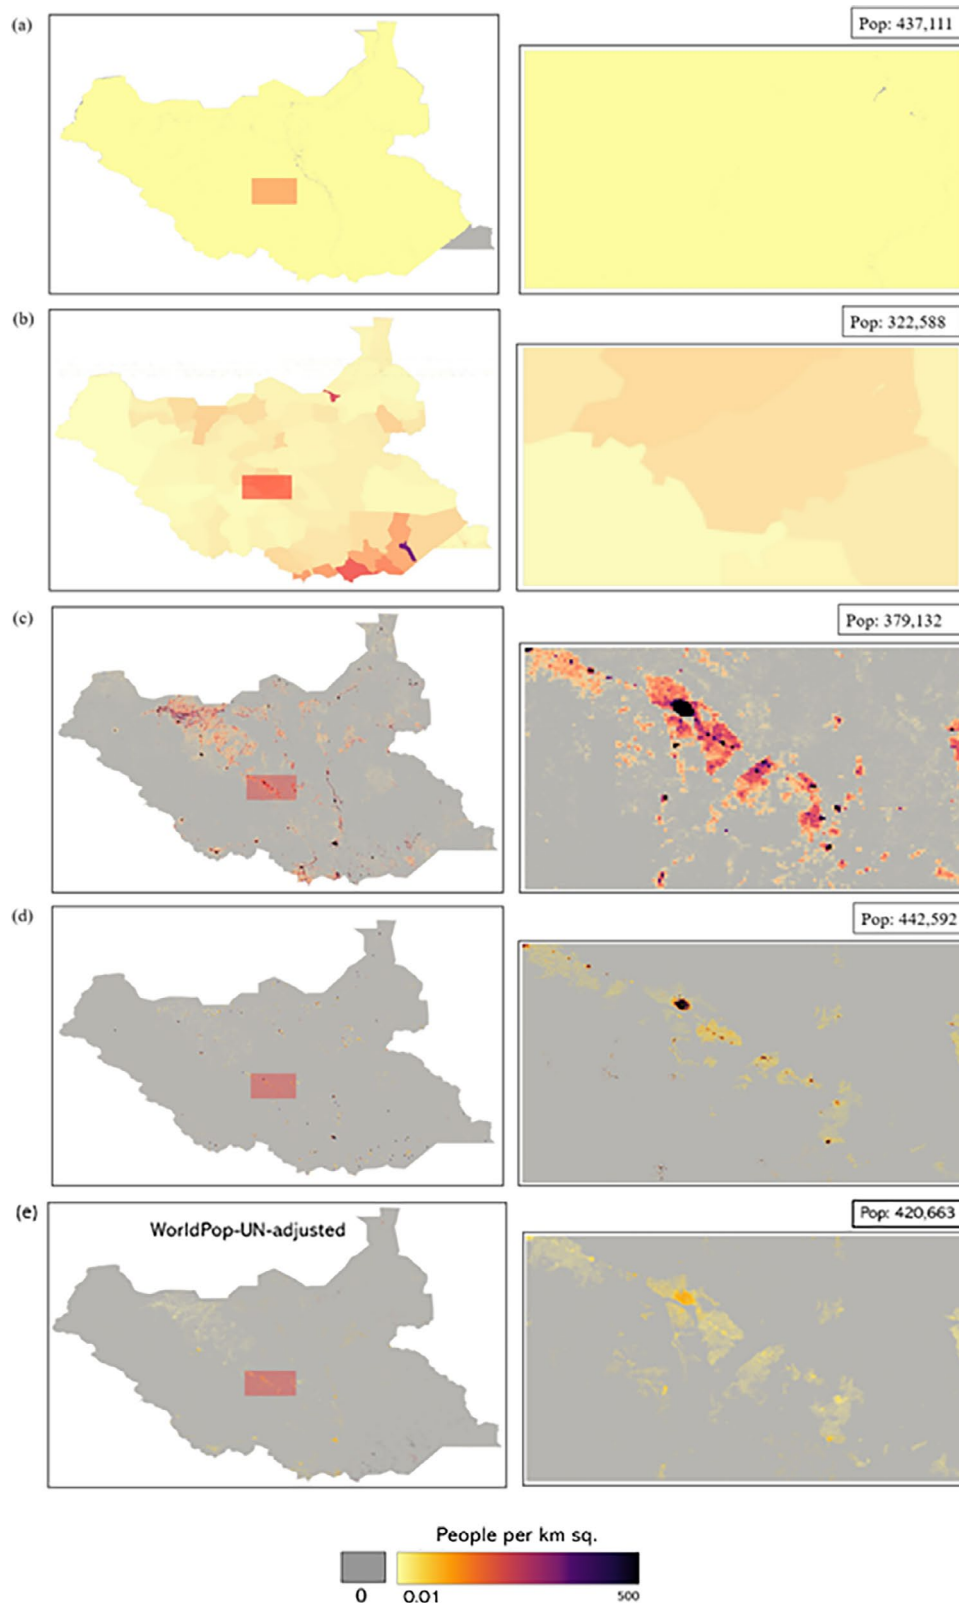 (a)
Pop: 437,111
(b)
Pop: 322,588
(c)
Pop: 379,132
(d)
Pop: 442,592
(e)
WorldPop-UN-adjusted
Pop: 420,663
People per km sq.
0
0.01
500